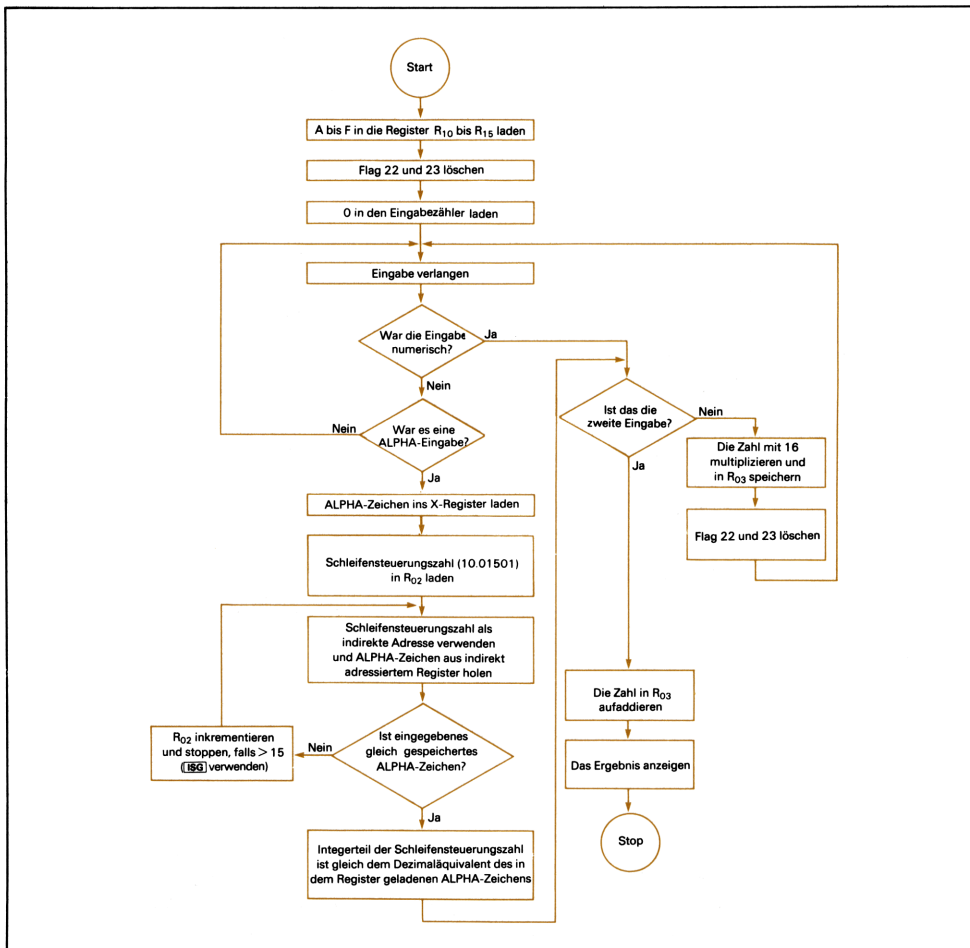 Start
A bis F in die Register R10 bis R15 laden
Flag 22 und 23 löschen
0 in den Eingabezähler laden
Eingabe verlangen
War die Eingabe
numerisch?
Ja
Nein
War es eine
ALPHA-Eingabe?
Nein
Ja
ALPHA-Zeichen ins X-Register laden
Schleifensteuerungszahl (10.01501)
in R02 laden
Schleifensteuerungszahl als
indirekte Adresse verwenden
und ALPHA-Zeichen aus indirekt
adressiertem Register holen
Ist eingegebenes
gleich gespeichertes
ALPHA-Zeichen?
Nein
R02 inkrementieren
und stoppen, falls > 15
(ISG verwenden)
Ja
Integerteil der Schleifensteuerungszahl
ist gleich dem Dezimaläquivalent des in
dem Register geladenen ALPHA-Zeichens
Ist das die
zweite Eingabe?
Nein
Ja
Die Zahl mit 16
multiplizieren und
in R03 speichern
Flag 22 und 23 löschen
Die Zahl in R03
aufaddieren
Das Ergebnis anzeigen
Stop